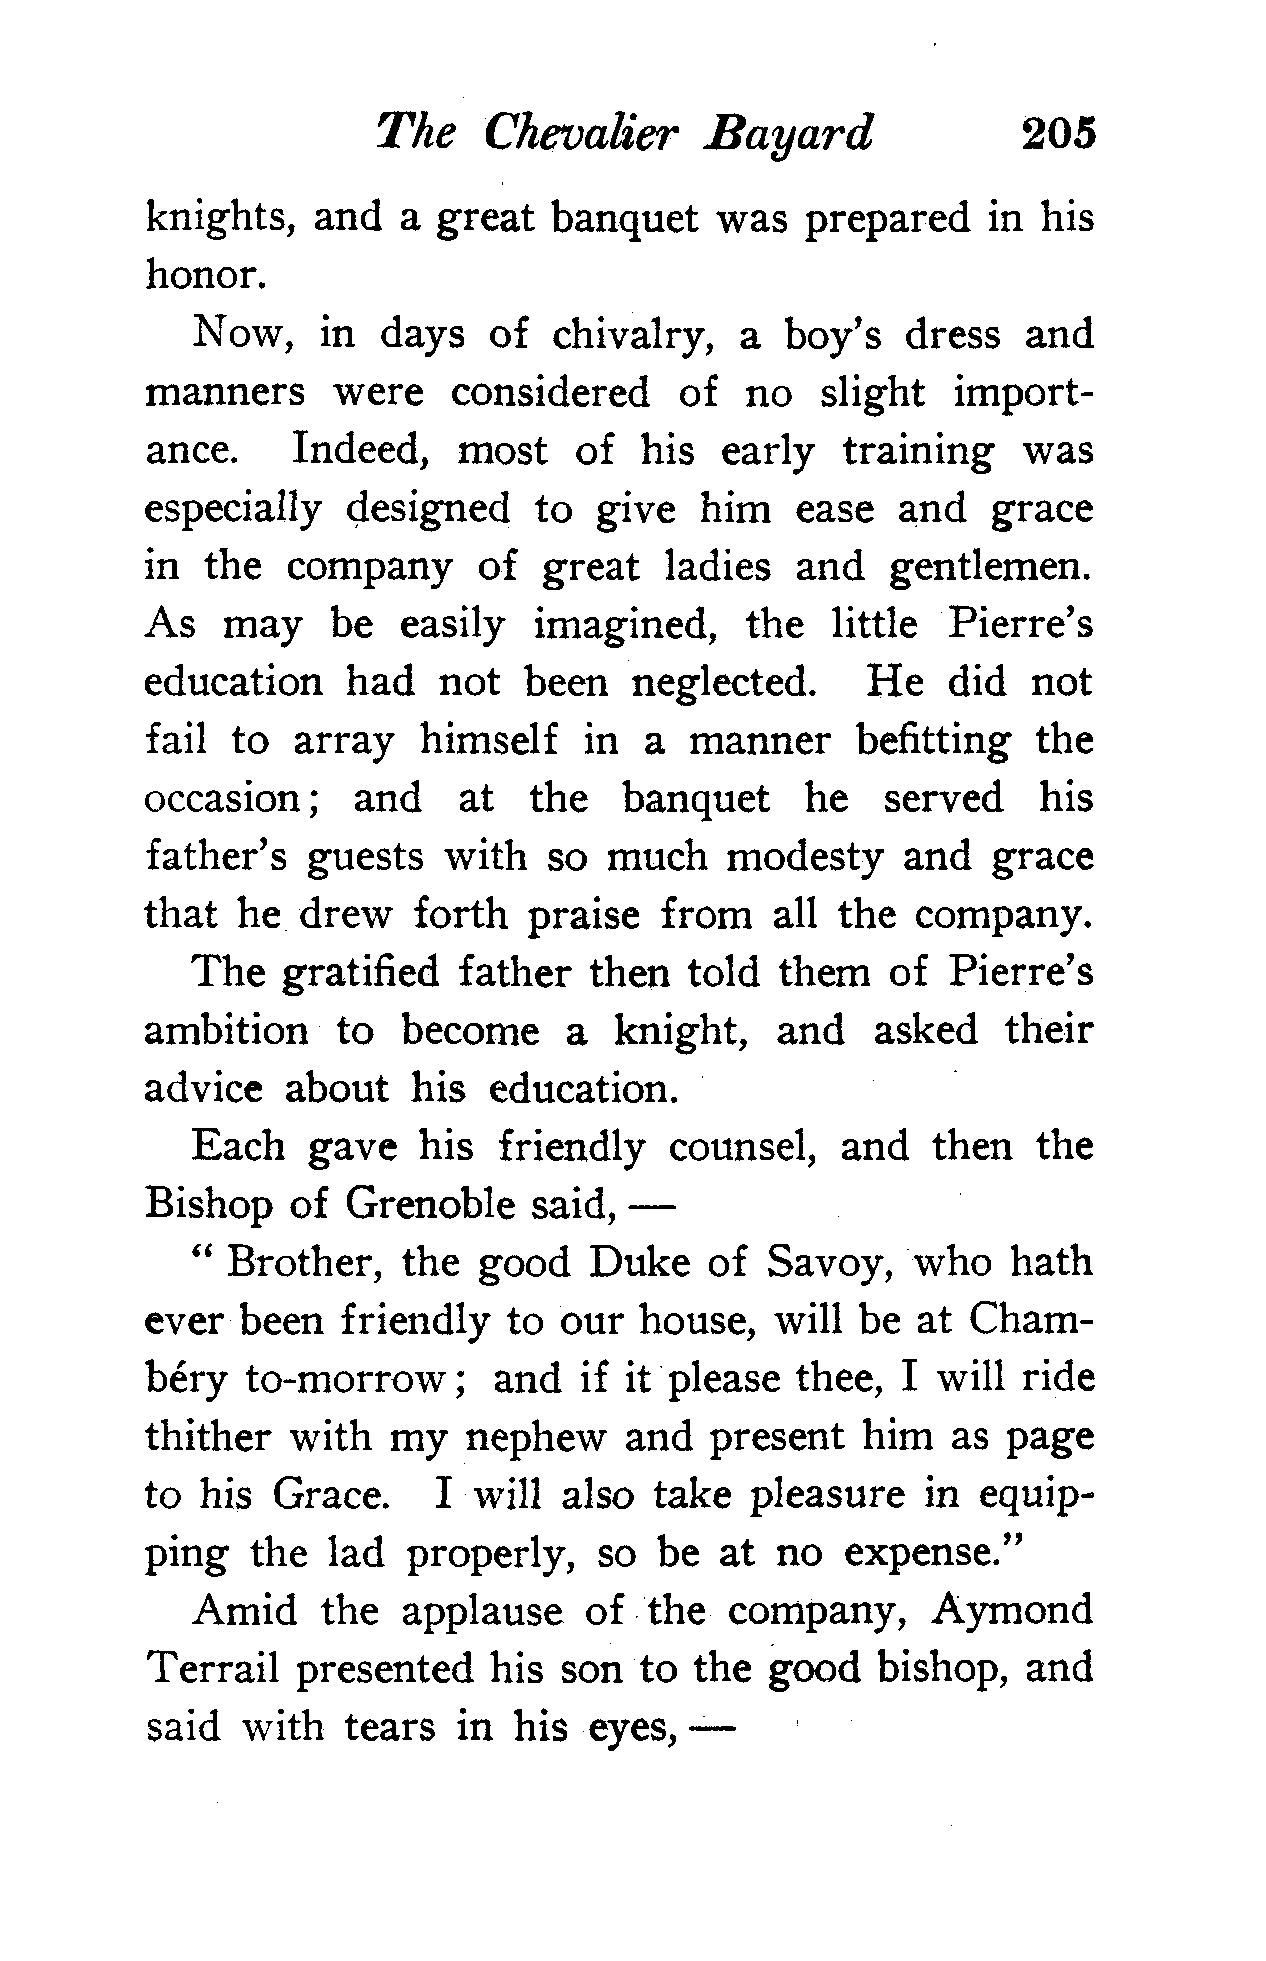 The Chevalier Bayard 205
knights, and a great banquet was prepared in his
honor.
Now, in days of chivalry, a boy's dress and
manners were considered of no slight import-
ance. Indeed, most of his early training was
especially designed to give him ease and grace
in the company of great ladies and gentlemen.
As may be easily imagined, the little Pierre's
education had not been neglected. He did not
fail to array himself in a manner befitting the
occasion; and at the banquet he served his
father's guests with so much modesty and grace
that he drew forth praise from all the company.
The gratified father then told them of Pierre's
ambition to become a knight, and asked their
advice about his education.
Each gave his friendly counsel, and then the
Bishop of Grenoble said, —
" Brother, the good Duke of Savoy, who hath
ever been friendly to our house, will be at Cham-
béry to-morrow; and if it please thee, I will ride
thither with my nephew and present him as page
to his Grace. I will also take pleasure in equip-
ping the lad properly, so be at no expense."
Amid the applause of the company, Aymond
Terrail presented his son to the good bishop, and
said with tears in his eyes, —